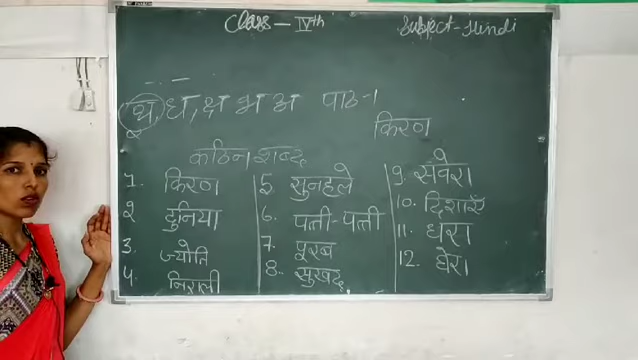 Class - IVth
Subject - Hindi
थ, ध, क्ष भ अ पाठ-1
किरण
कठिन शब्द
1. किरण
2. दुनिया
3. ज्योति
4. निराली
5. सुनहले
6. पत्ती-पत्ती
7. पूरब
8. सुखद
9. सवेरा
10. दिशाएँ
11. धरा
12. घेरा